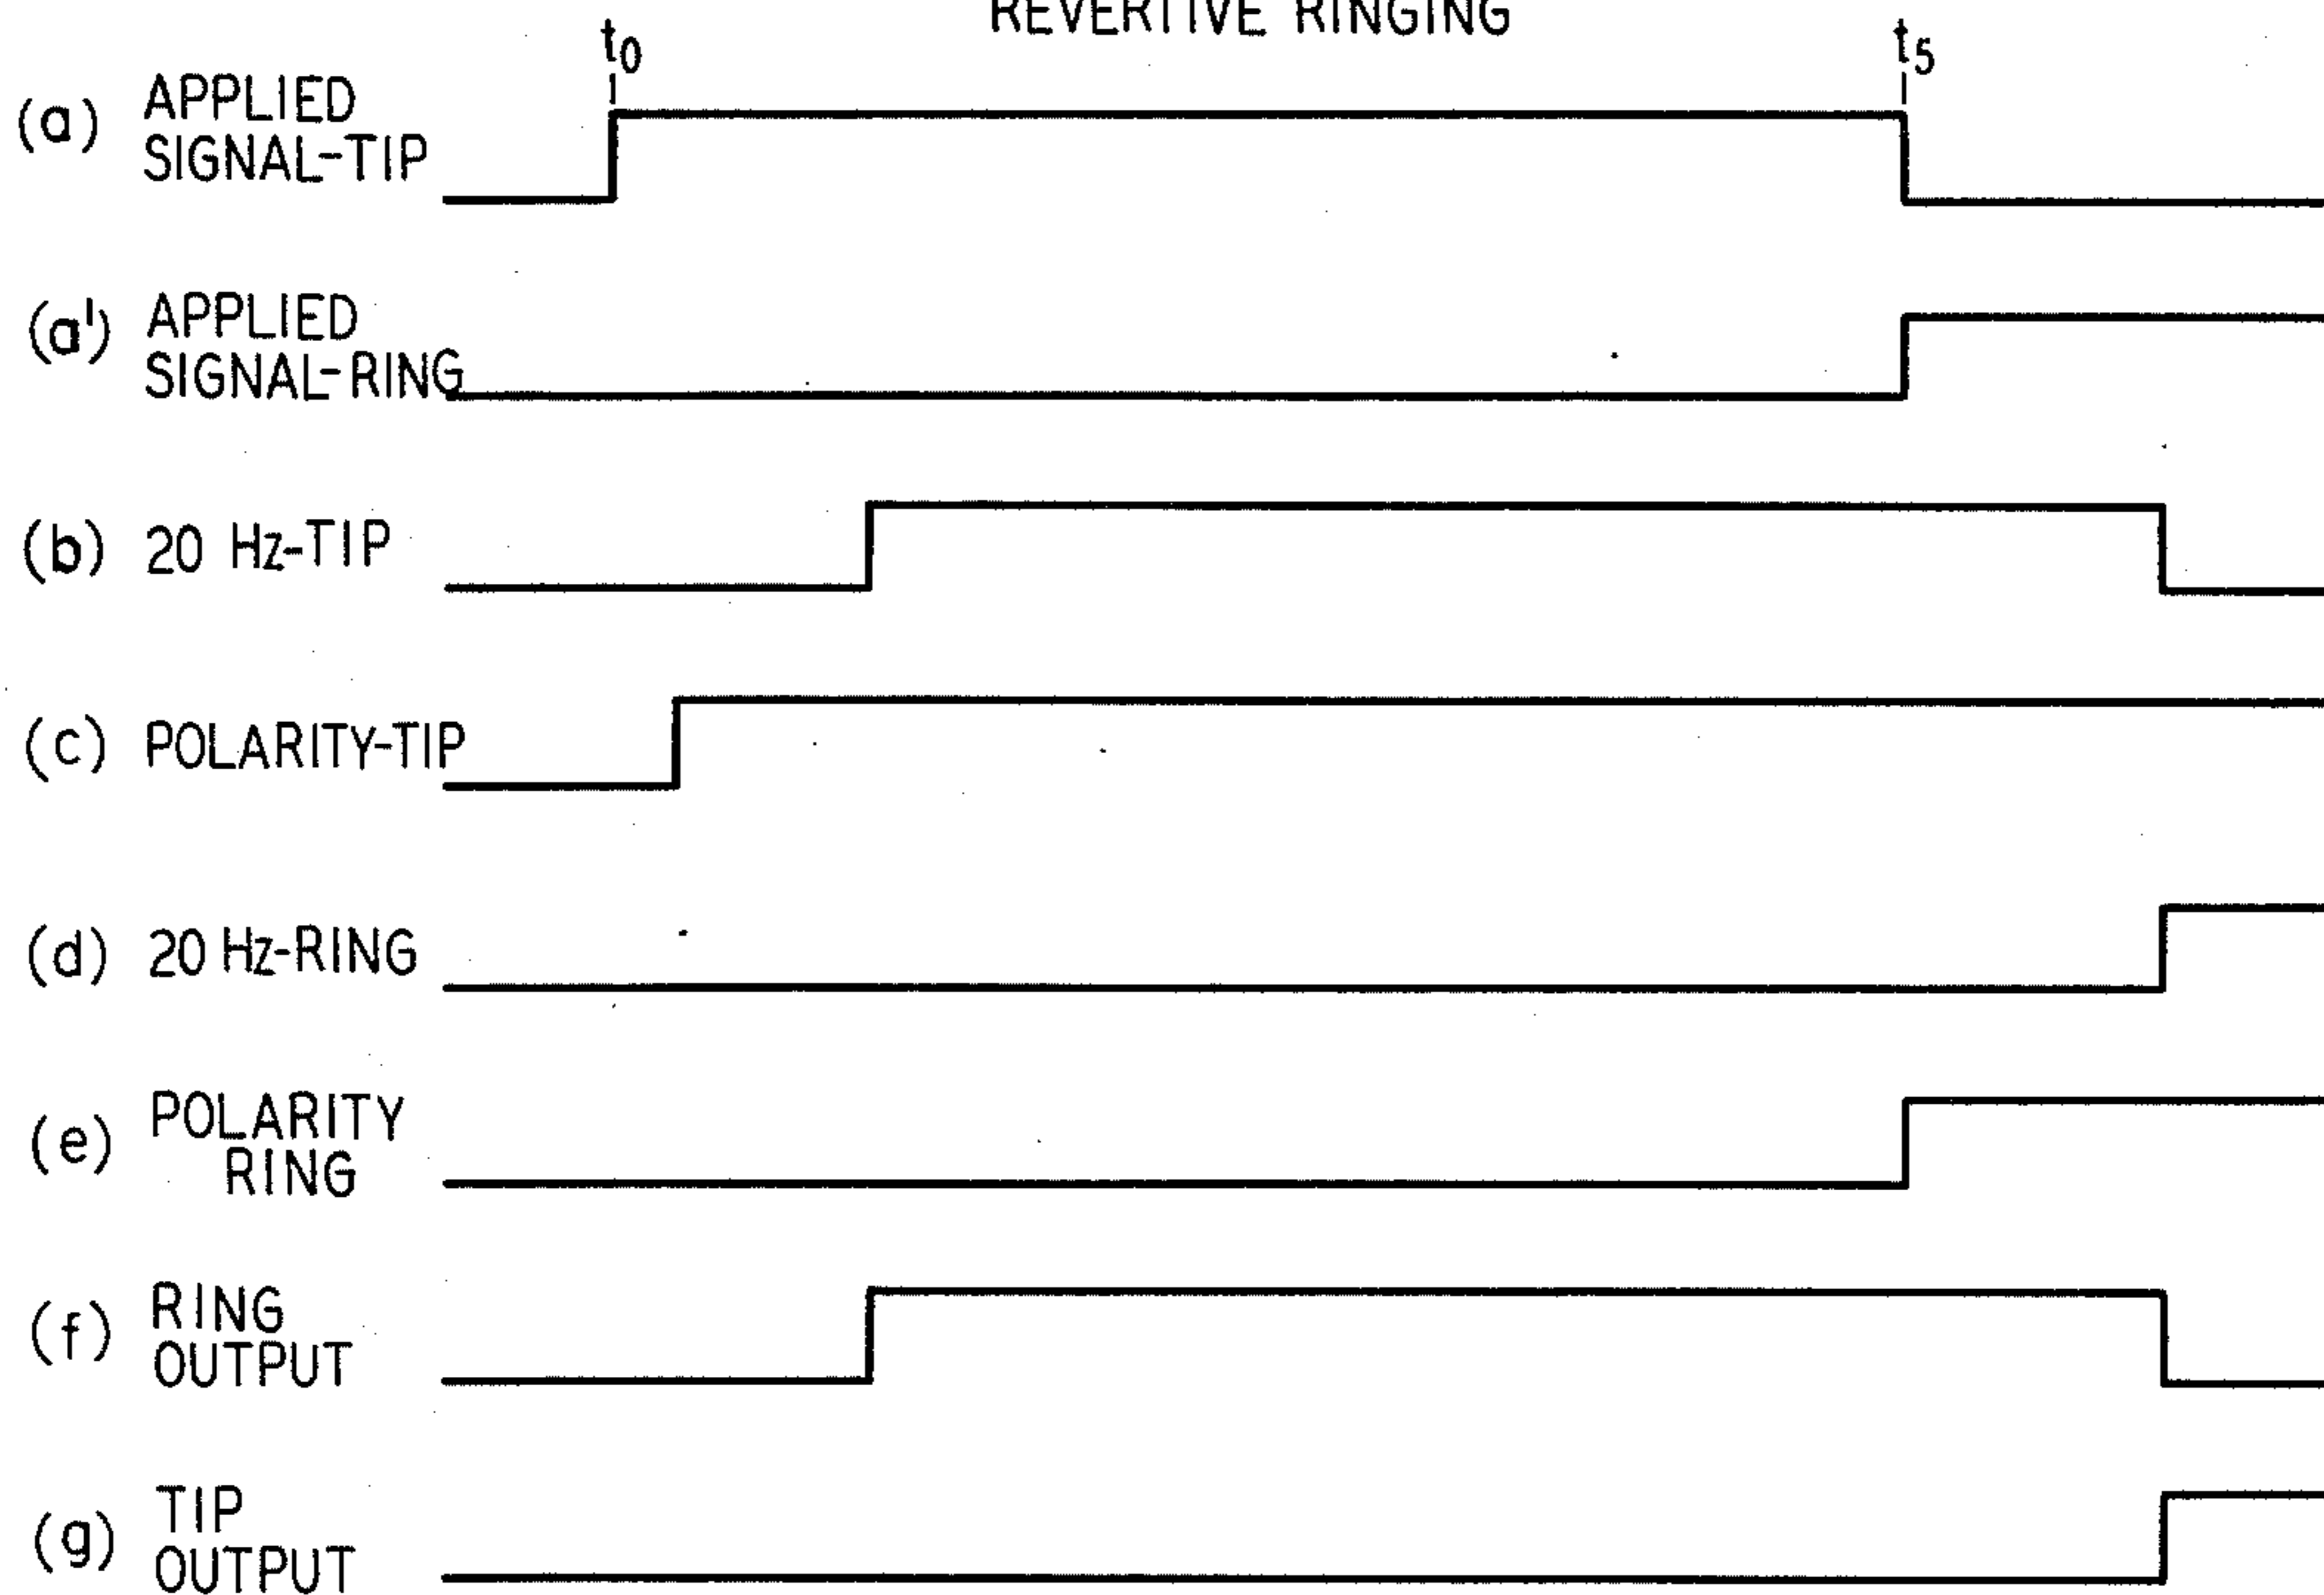 REVERTIVE RINGING
t0
t5
(a) APPLIED
SIGNAL-TIP
(a') APPLIED
SIGNAL-RING
(b) 20 Hz-TIP
(c) POLARITY-TIP
(d) 20 Hz-RING
(e) POLARITY
RING
(f) RING
OUTPUT
(g) TIP
OUTPUT